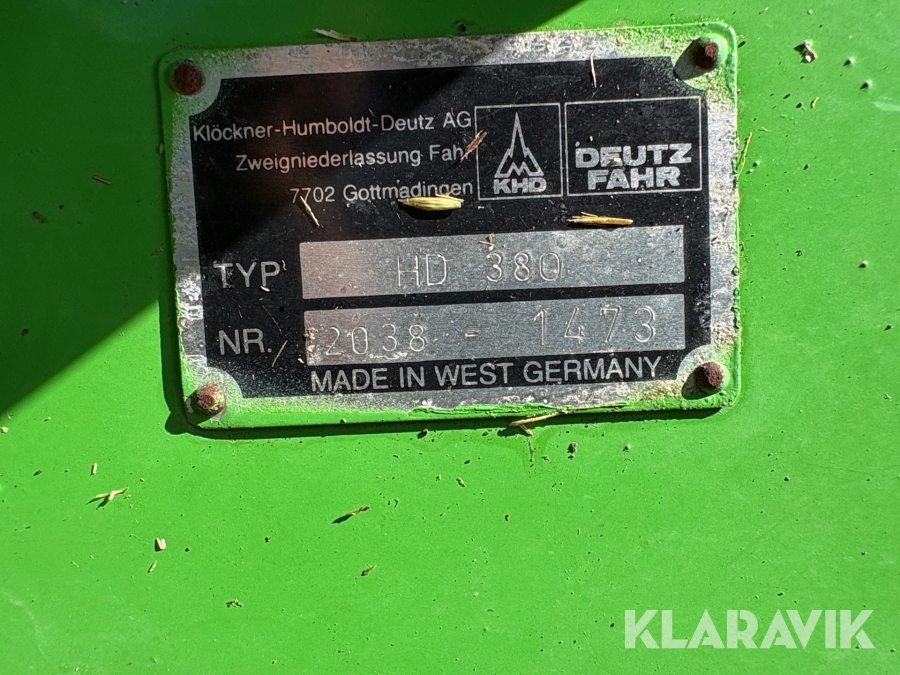 Klöckner-Humboldt-Deutz AG
Zweigniederlassung Fahr
7702 Gottmadingen
KHD
DEUTZ
FAHR
TYP HD 380
NR. 2038 - 1473
MADE IN WEST GERMANY
KLARAVIK